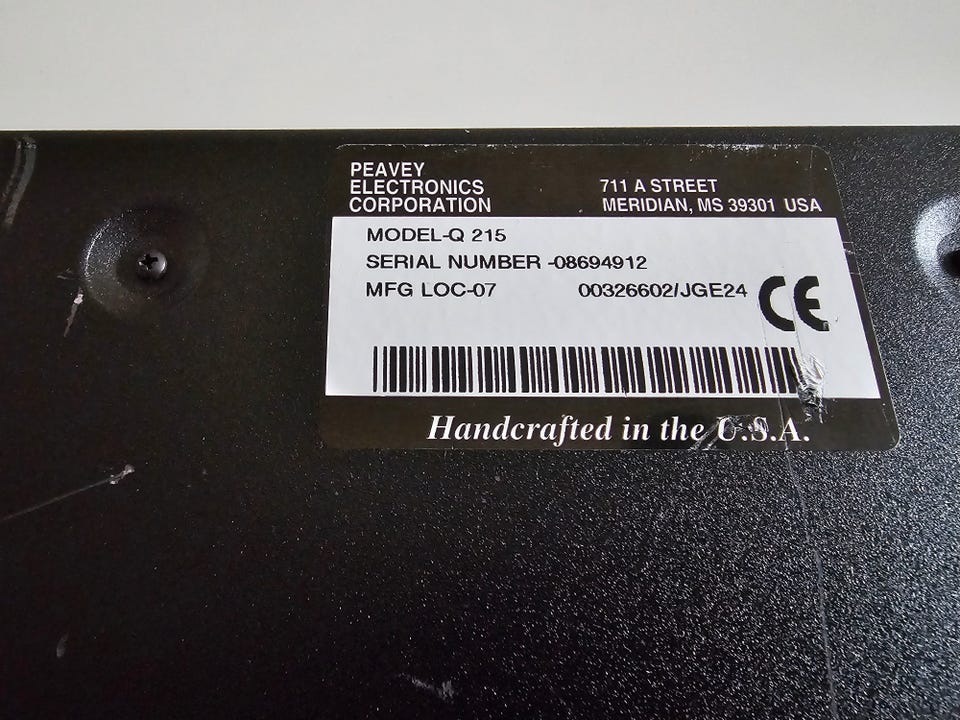 PEAVEY
ELECTRONICS
CORPORATION
711 A STREET
MERIDIAN, MS 39301 USA
MODEL-Q 215
SERIAL NUMBER -08694912
MFG LOC-07 00326602/JGE24
CE
Handcrafted in the U.S.A.